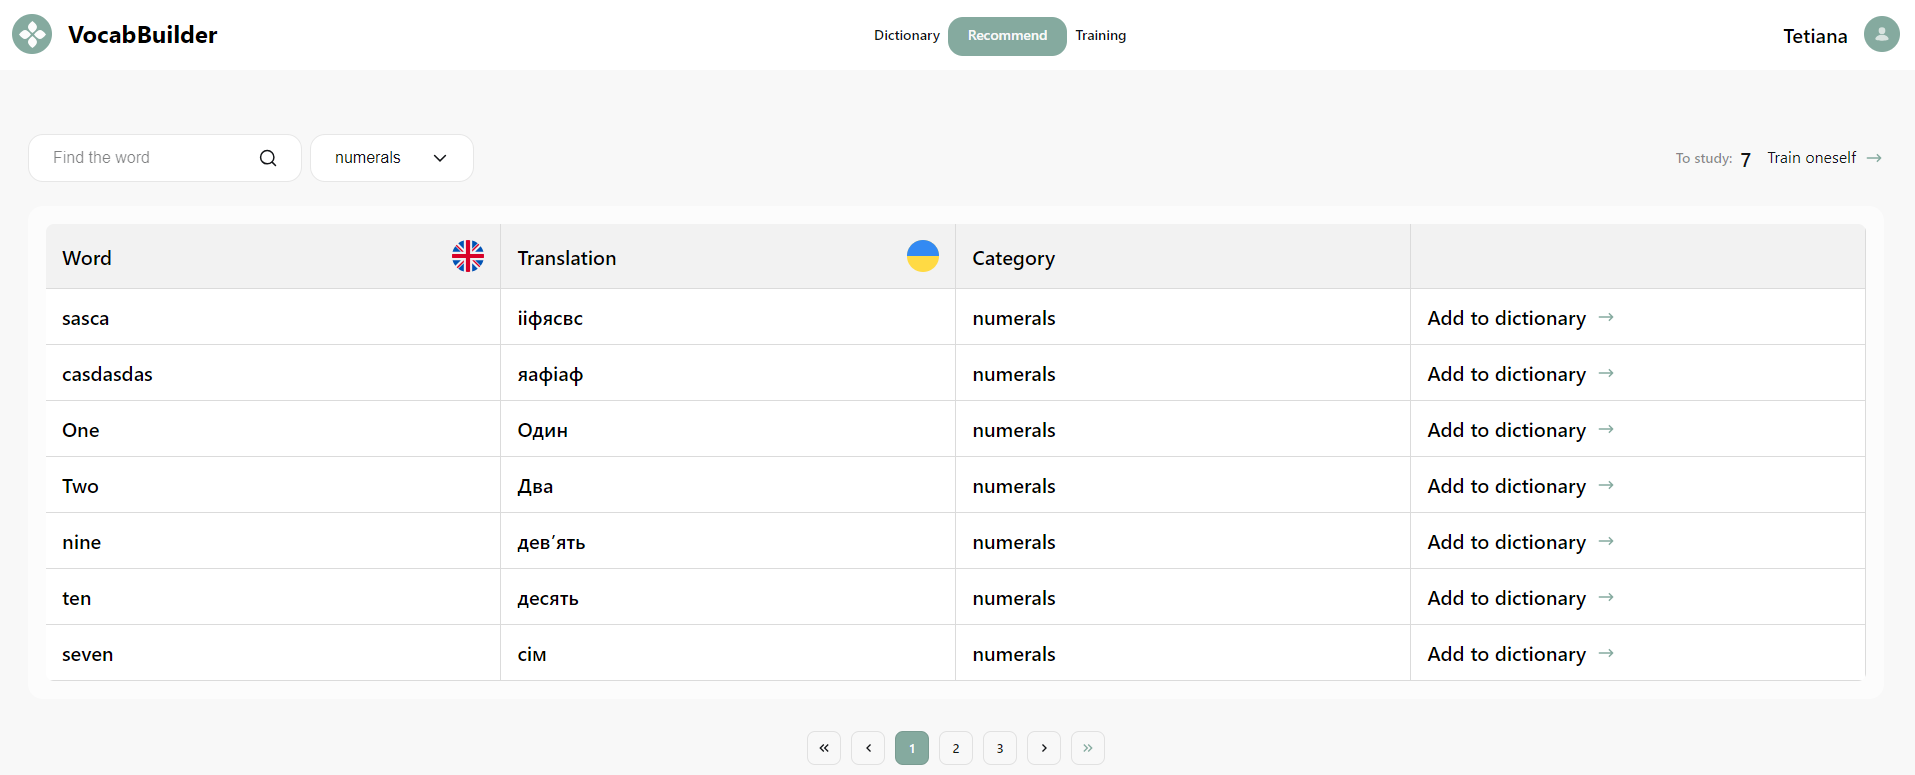 VocabBuilder Dictionary Recommend Training Tetiana
Find the word numerals To study: 7 Train oneself →
Word Translation Category
sasca ііфясвс numerals Add to dictionary →
casdasdas яафіаф numerals Add to dictionary →
One Один numerals Add to dictionary →
Two Два numerals Add to dictionary →
nine дев’ять numerals Add to dictionary →
ten десять numerals Add to dictionary →
seven сім numerals Add to dictionary →
« ‹ 1 2 3 › »